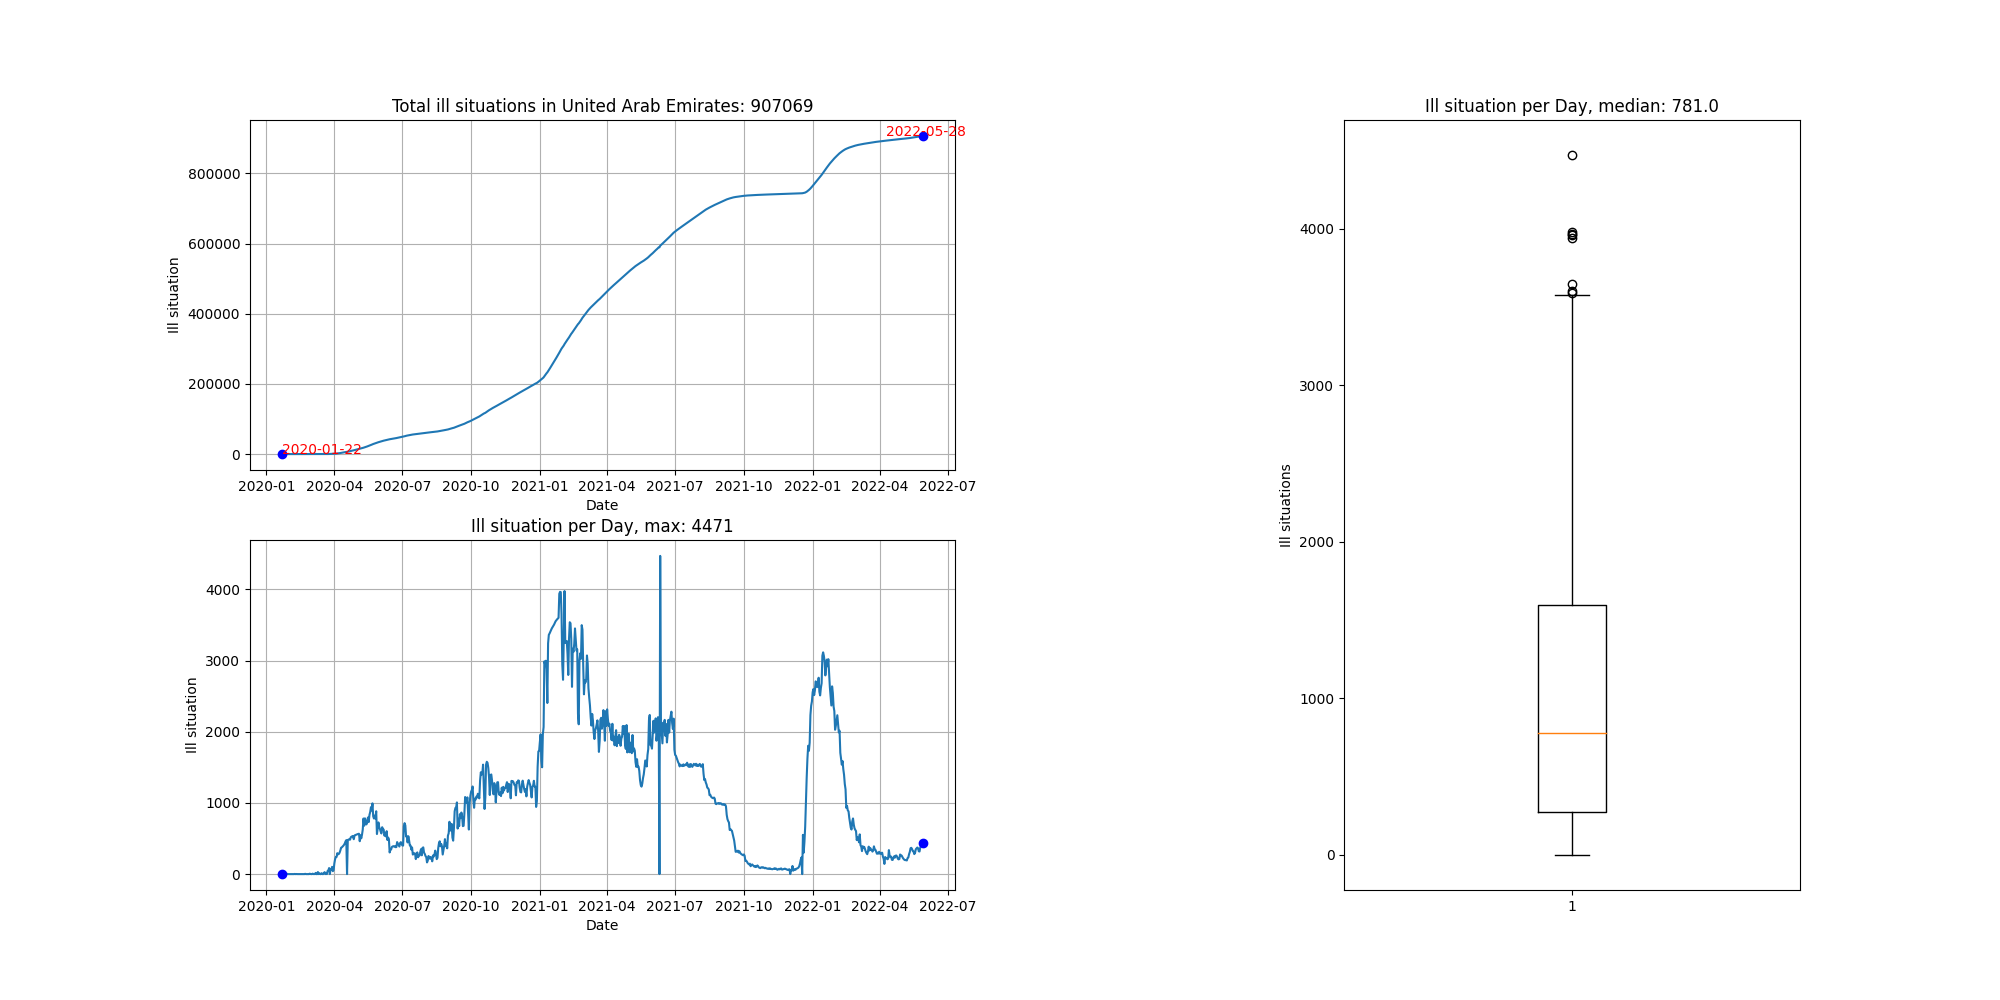 Total ill situations in United Arab Emirates: 907069
2022-05-28
800000
600000
400000
200000
0
Ill situation
2020-01-22
2020-01 2020-04 2020-07 2020-10 2021-01 2021-04 2021-07 2021-10 2022-01 2022-04 2022-07
Date
Ill situation per Day, max: 4471
4000
3000
2000
1000
0
Ill situation
2020-01 2020-04 2020-07 2020-10 2021-01 2021-04 2021-07 2021-10 2022-01 2022-04 2022-07
Date
Ill situation per Day, median: 781.0
4000
3000
2000
1000
0
Ill situations
1